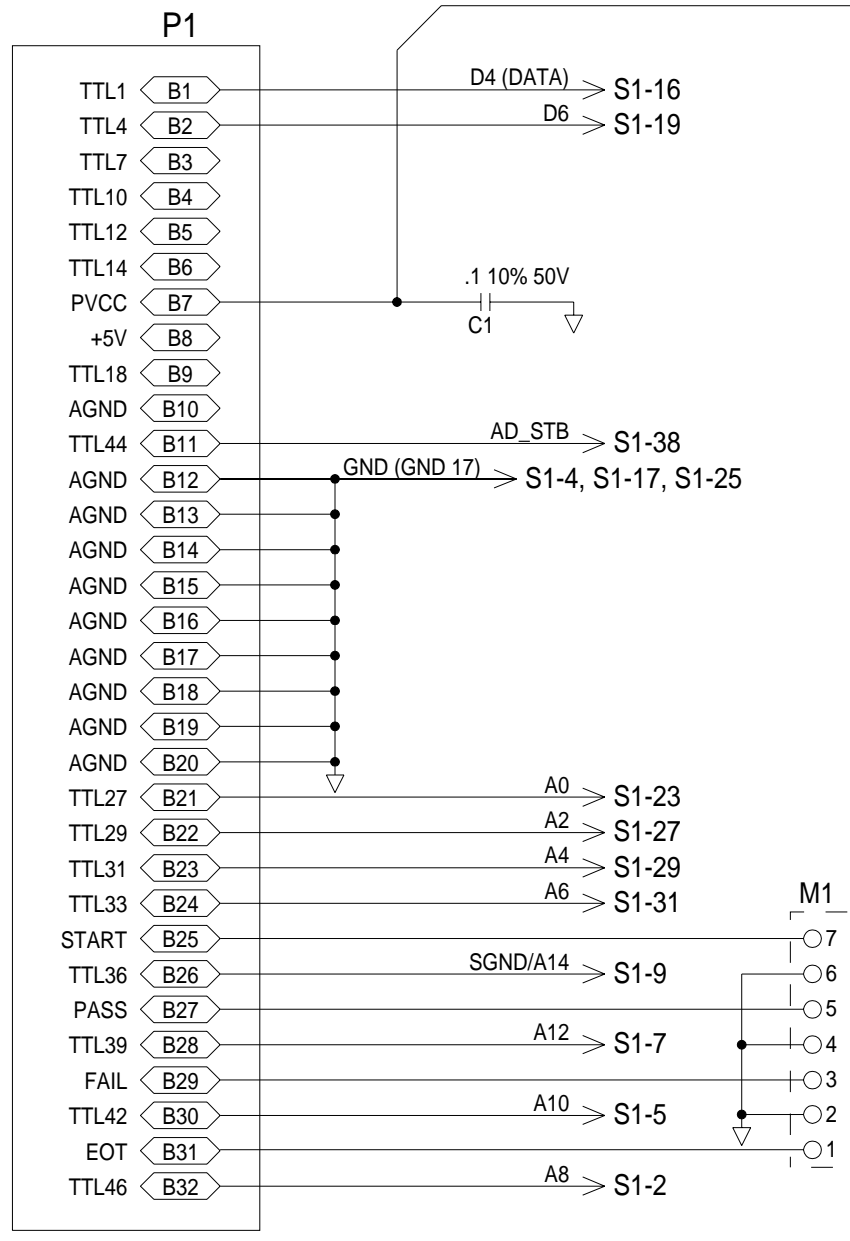 P1
TTL1 B1 D4 (DATA) S1-16
TTL4 B2 D6 S1-19
TTL7 B3
TTL10 B4
TTL12 B5
TTL14 B6
.1 10% 50V
PVCC B7
C1
+5V B8
TTL18 B9
AGND B10
TTL44 B11 AD_STB S1-38
AGND B12 GND (GND 17) S1-4, S1-17, S1-25
AGND B13
AGND B14
AGND B15
AGND B16
AGND B17
AGND B18
AGND B19
AGND B20
TTL27 B21 A0 S1-23
TTL29 B22 A2 S1-27
TTL31 B23 A4 S1-29
TTL33 B24 A6 S1-31
M1
START B25 7
TTL36 B26 SGND/A14 S1-9 6
PASS B27 5
TTL39 B28 A12 S1-7 4
FAIL B29 3
TTL42 B30 A10 S1-5 2
EOT B31 1
TTL46 B32 A8 S1-2